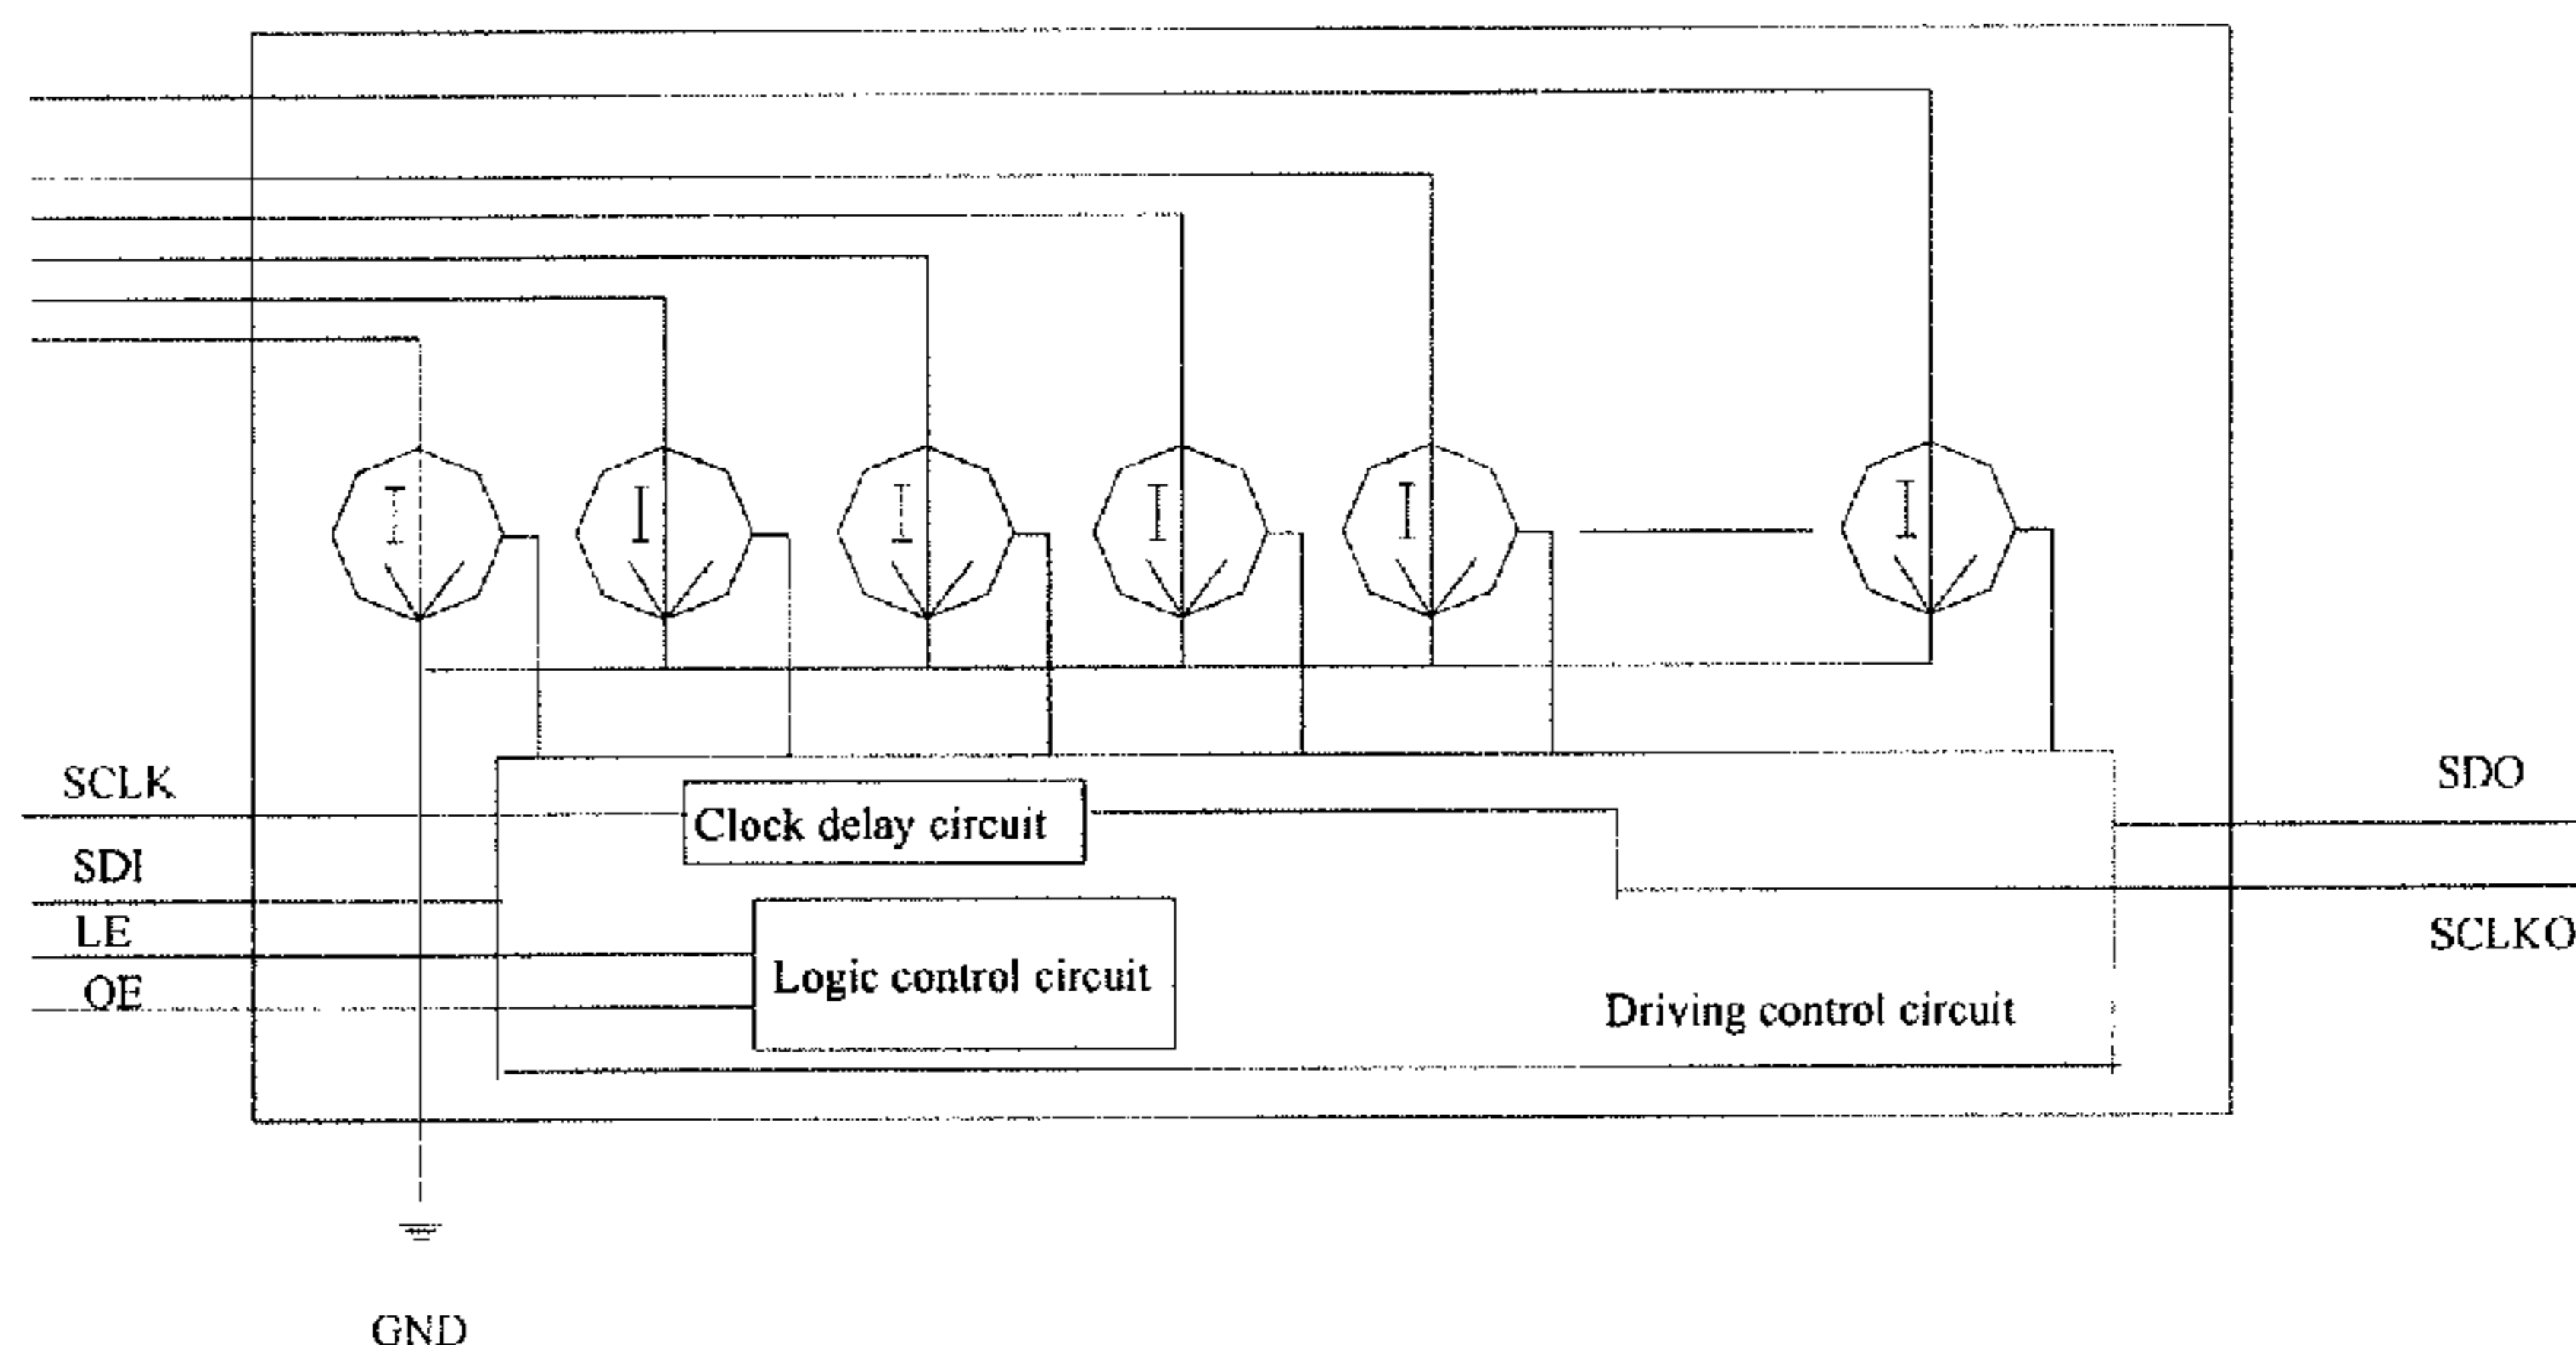 I I I I I I
SCLK
SDO
Clock delay circuit
SDI
LE
SCLKO
Logic control circuit
OE
Driving control circuit
GND